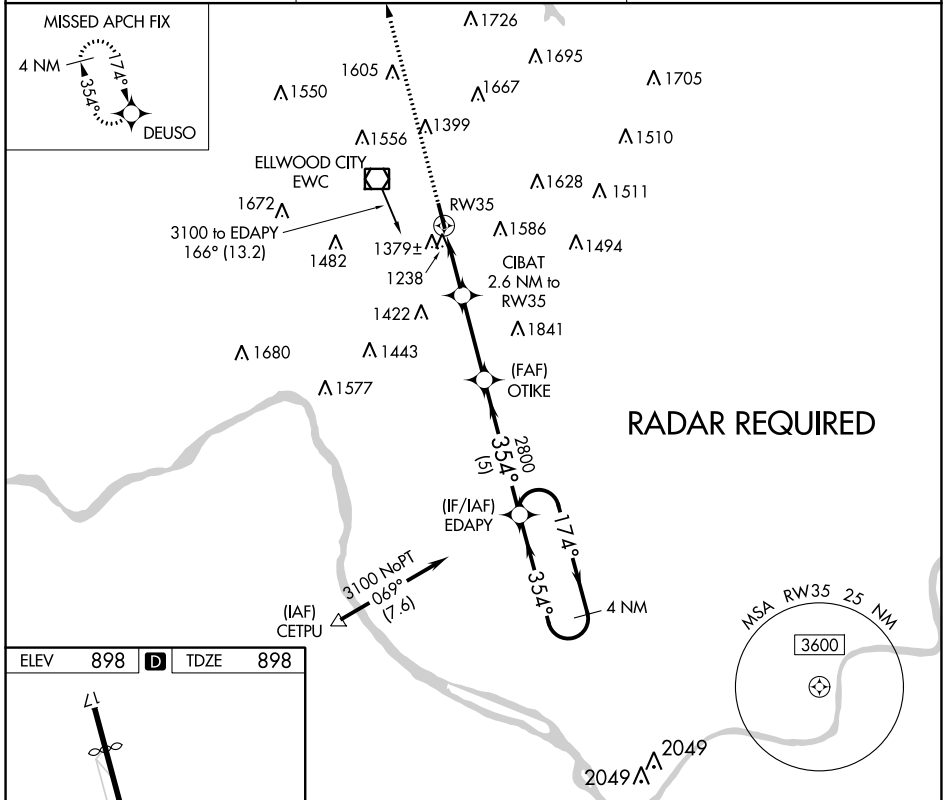 MISSED APCH FIX
4 NM
174°
354°
DEUSO
1726
1695
1605
1705
1667
1550
1399
1556
1510
ELLWOOD CITY
EWC
1628
1511
1672
RW35
3100 to EDAPY
166° (13.2)
1586
1379±
1494
1482
1238
CIBAT
2.6 NM to
RW35
1422
1841
1680
1443
(FAF)
OTIKE
1577
RADAR REQUIRED
2800
354°
(5)
(IF/IAF)
EDAPY
174°
354°
4 NM
3100 NoPT
069°
(7.6)
(IAF)
CETPU
MSA RW35 25 NM
3600
ELEV 898 D TDZE 898
17
2049
2049